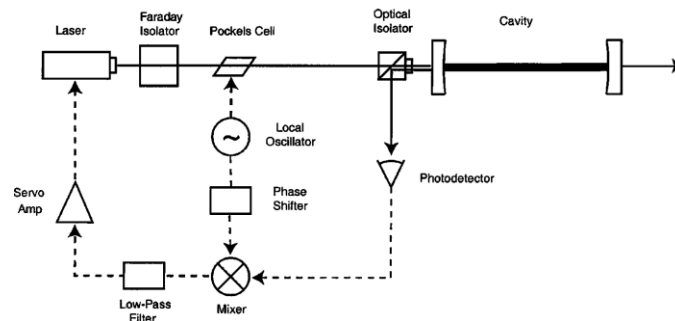 Laser
Faraday
Isolator
Pockels Cell
Optical
Isolator
Cavity
~
Local
Oscillator
Phase
Shifter
Photodetector
Servo
Amp
Low-Pass
Filter
Mixer